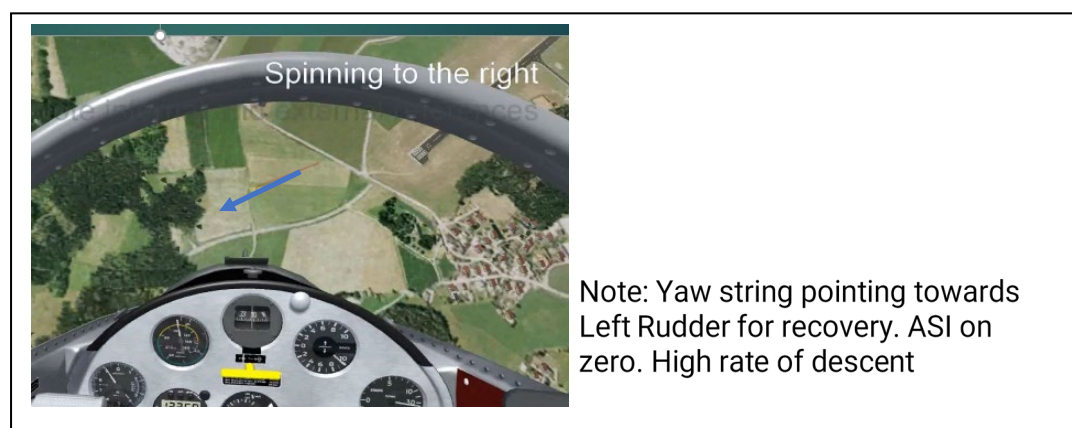 Spinning to the right
Note: Yaw string pointing towards
Left Rudder for recovery. ASI on
zero. High rate of descent